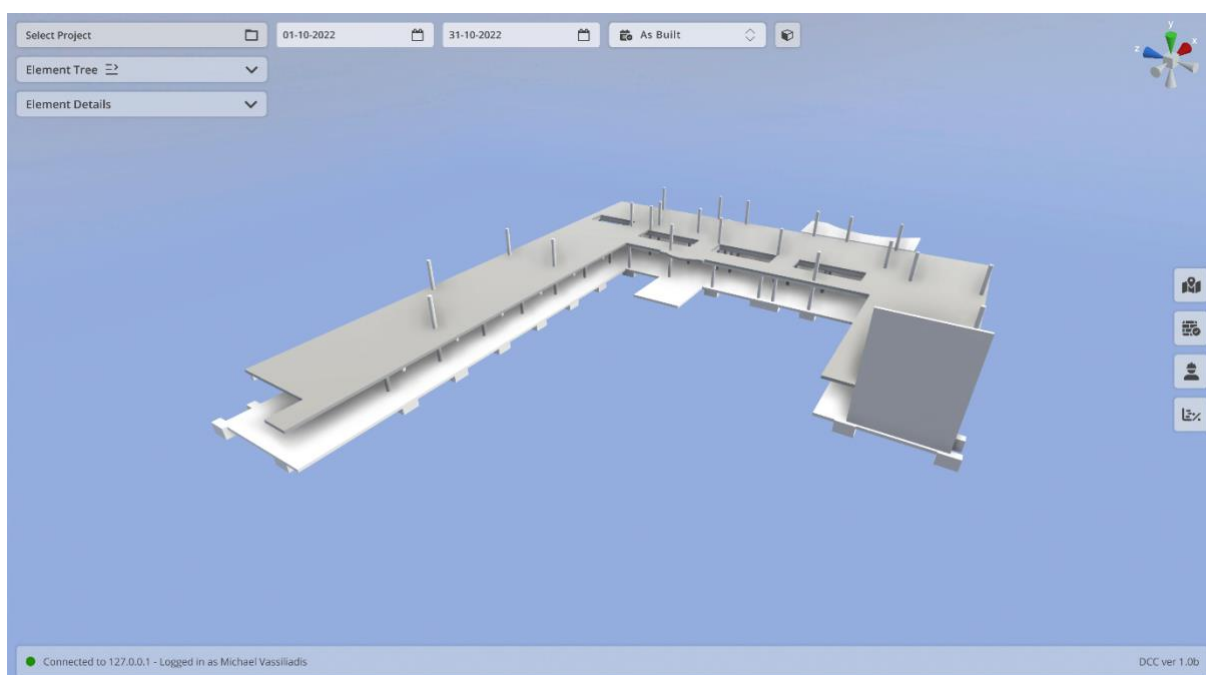 Select Project
01-10-2022
31-10-2022
As Built
Element Tree
Element Details
y
x
z
Connected to 127.0.0.1 - Logged in as Michael Vassiliadis
DCC ver 1.0b